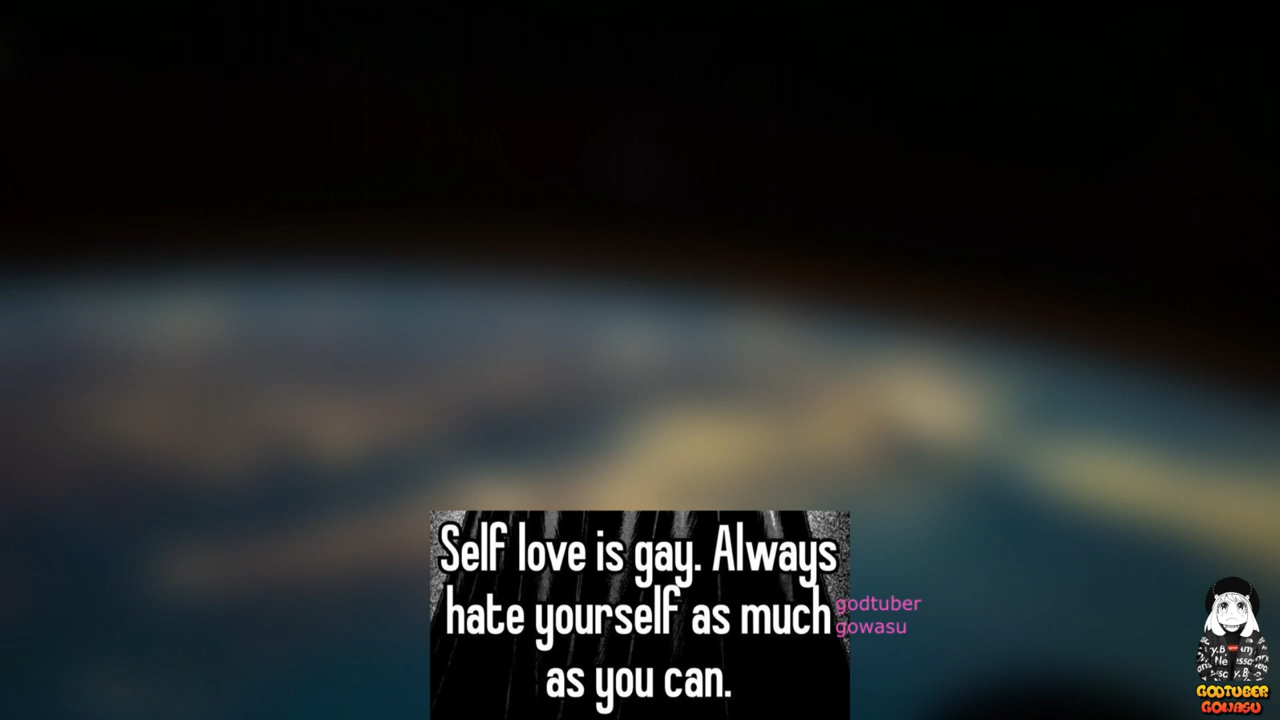 Self love is gay. Always
hate yourself as much
as you can.
godtuber
gowasu
GODTUBER
GOWASU